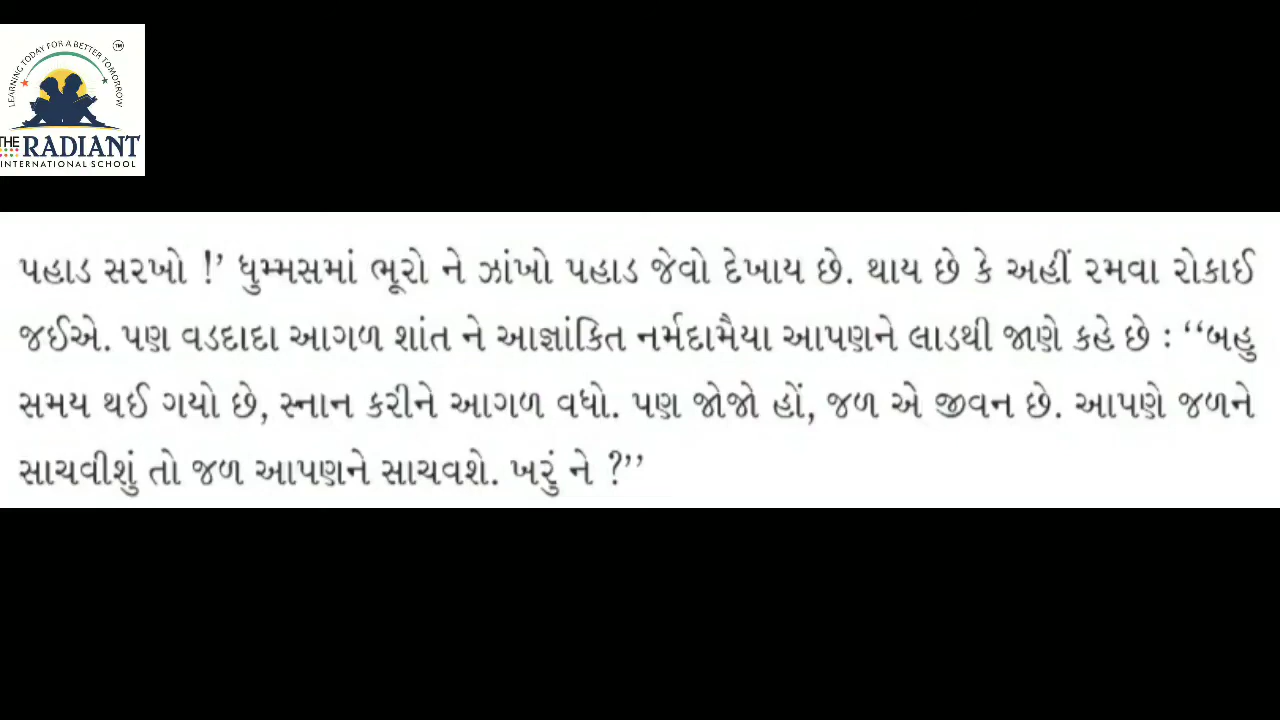 LEARNING TODAY FOR A BETTER TOMORROW
TM
THE RADIANT
INTERNATIONAL SCHOOL
પહાડ સરખો !’ ધુમ્મસમાં ભૂરો ને ઝાંખો પહાડ જેવો દેખાય છે. થાય છે કે અહીં રમવા રોકાઈ
જઈએ. પણ વડદાદા આગળ શાંત ને આજ્ઞાંકિત નર્મદામૈયા આપણને લાડથી જાણે કહે છે : ‘‘બહુ
સમય થઈ ગયો છે, સ્નાન કરીને આગળ વધો. પણ જોજો હોં, જળ એ જીવન છે. આપણે જળને
સાચવીશું તો જળ આપણને સાચવશે. ખરું ને ?’’